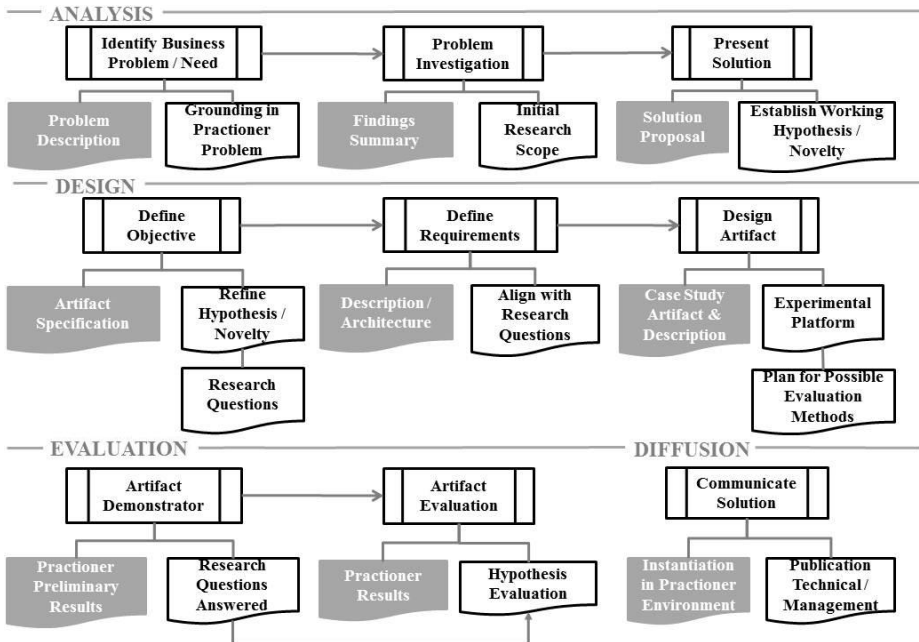 ANALYSIS
Identify Business
Problem / Need
Problem
Investigation
Present
Solution
Problem
Description
Grounding in
Practioner
Problem
Findings
Summary
Initial
Research
Scope
Solution
Proposal
Establish Working
Hypothesis /
Novelty
DESIGN
Define
Objective
Define
Requirements
Design
Artifact
Artifact
Specification
Refine
Hypothesis /
Novelty
Research
Questions
Description /
Architecture
Align with
Research
Questions
Case Study
Artifact &
Description
Experimental
Platform
Plan for Possible
Evaluation
Methods
EVALUATION
DIFFUSION
Artifact
Demonstrator
Artifact
Evaluation
Communicate
Solution
Practioner
Preliminary
Results
Research
Questions
Answered
Practioner
Results
Hypothesis
Evaluation
Instantiation
in Practioner
Environment
Publication
Technical /
Management